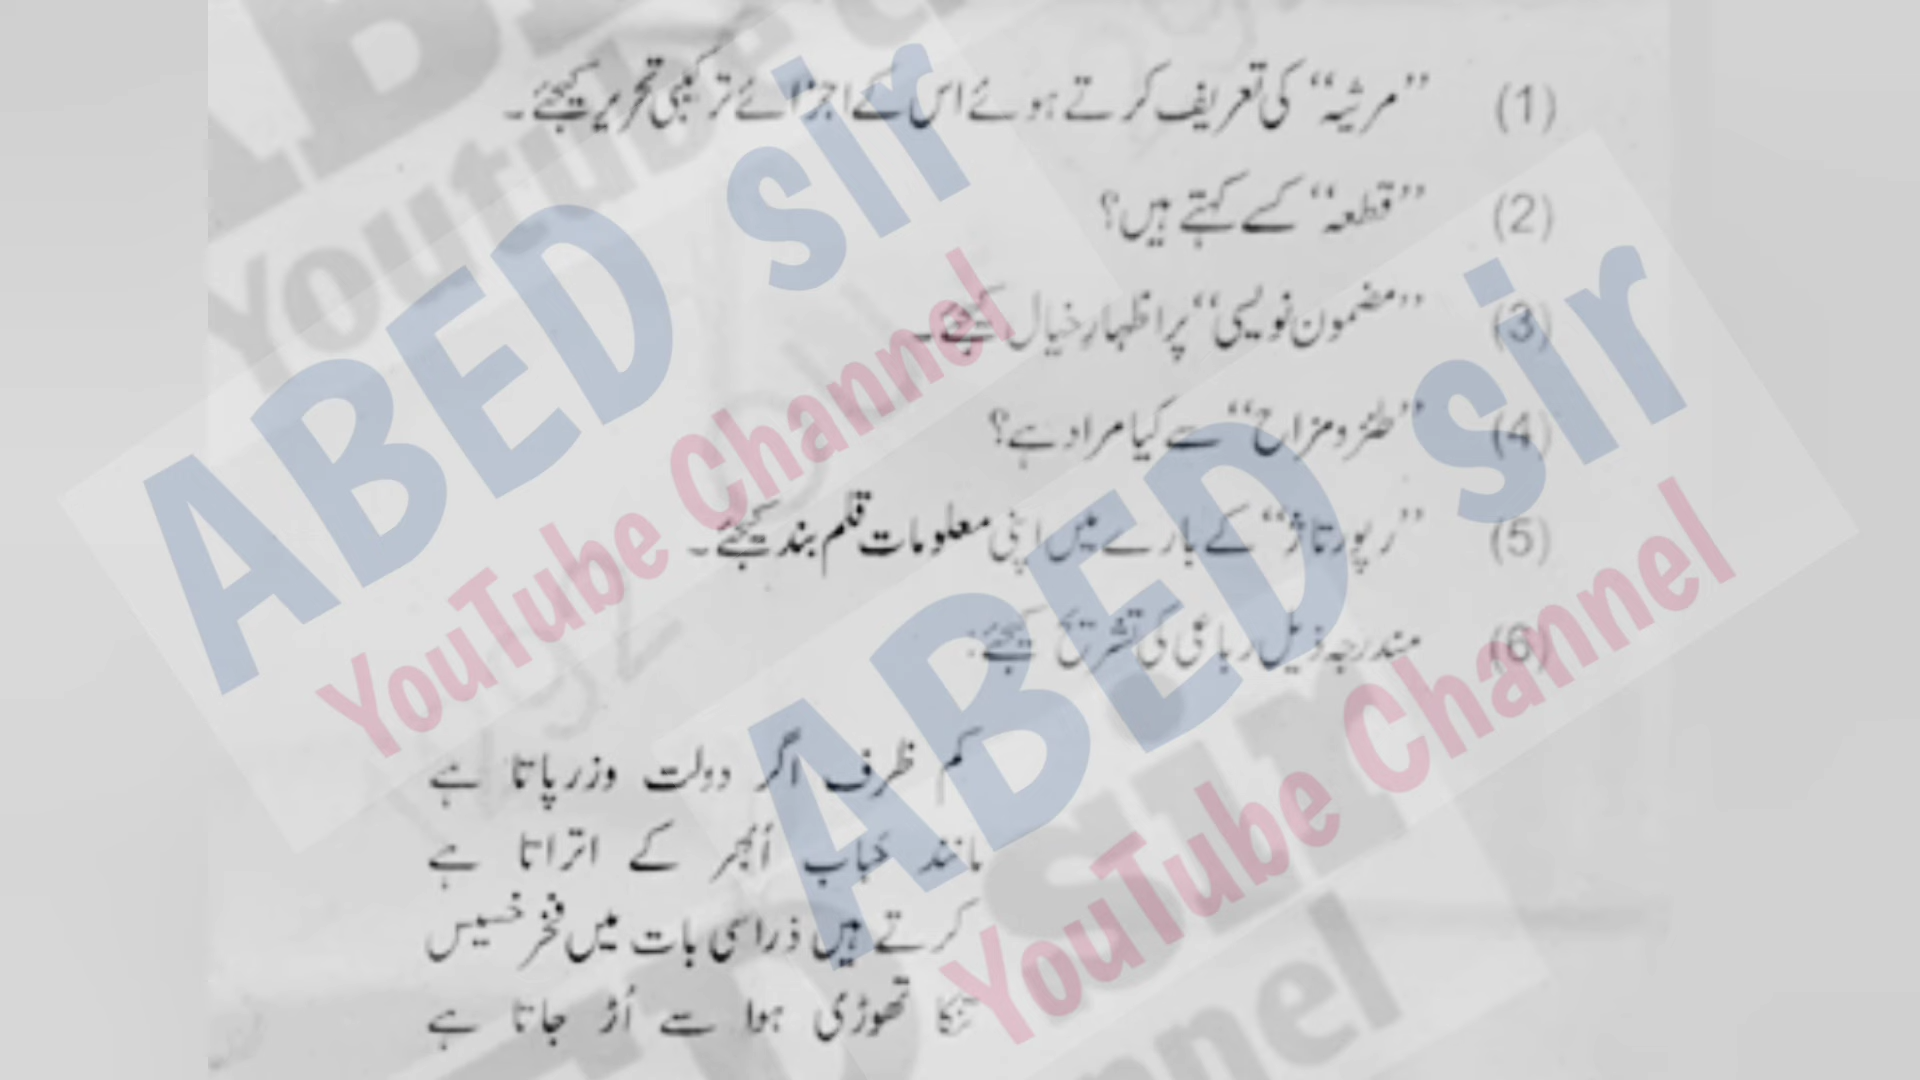 (1) ’’مرثیہ‘‘ کی تعریف کرتے ہوئے اس کے اجزائے ترکیبی تحریر کیجئے۔
(2) ’’قطعہ‘‘ کسے کہتے ہیں؟
(3) ’’مضمون نویسی‘‘ پر اظہارِ خیال کیجئے۔
(4) ’’طنز و مزاح‘‘ سے کیا مراد ہے؟
(5) ’’رپورتاژ‘‘ کے بارے میں اپنی معلومات قلم بند کیجئے۔
(6) مندرجہ ذیل رباعی کی تشریح کیجئے:
کم ظرف اگر دولت وزر پاتا ہے
مانند حَباب اُبھر کے اتراتا ہے
کرتے ہیں ذرا سی بات میں فخر خسیس
تنکا تھوڑی ہوا سے اُڑ جاتا ہے
ABED sir
YouTube Channel
ABED sir
YouTube Channel